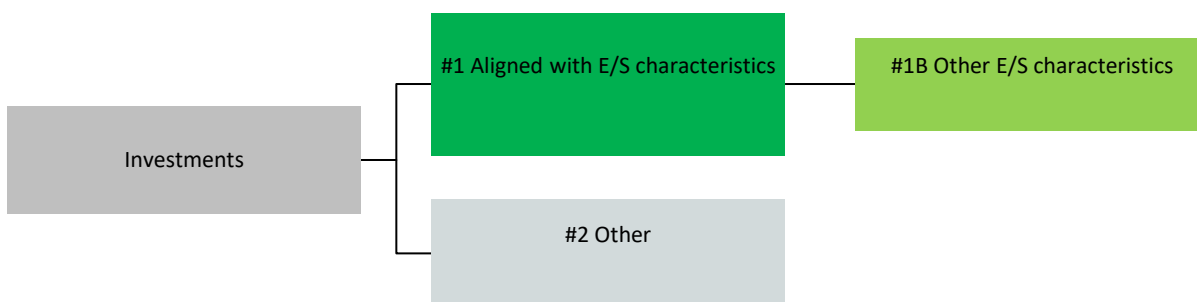 #1 Aligned with E/S characteristics
#1B Other E/S characteristics
Investments
#2 Other